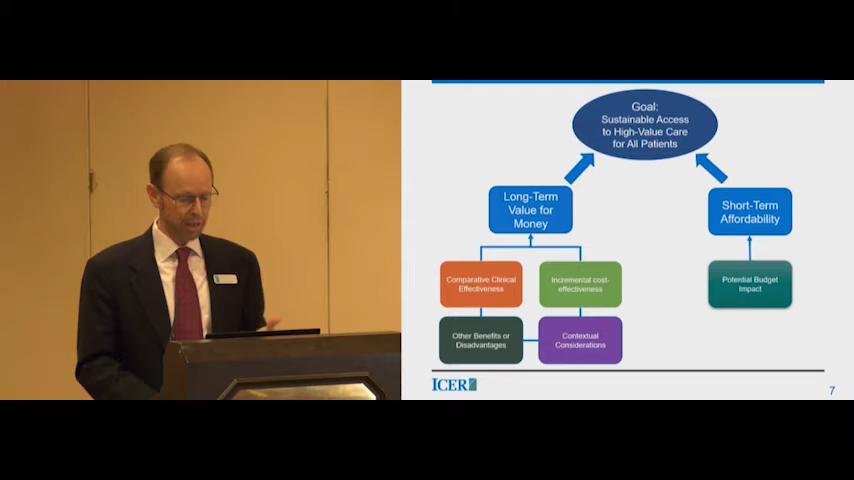 Goal:
Sustainable Access
to High-Value Care
for All Patients
Long-Term
Value for
Money
Short-Term
Affordability
Comparative Clinical
Effectiveness
Incremental cost-
effectiveness
Potential Budget
Impact
Other Benefits or
Disadvantages
Contextual
Considerations
ICER
7